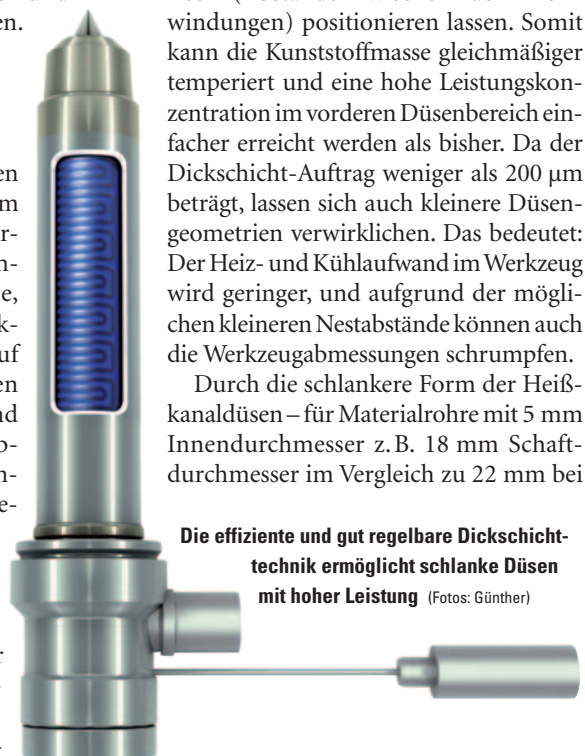 en.
en
m
r-
n-
e,
k-
uf
en
nd
b-
n-
e-
r
windungen) positionieren lassen. Somit
kann die Kunststoffmasse gleichmäßiger
temperiert und eine hohe Leistungskon-
zentration im vorderen Düsenbereich ein-
facher erreicht werden als bisher. Da der
Dickschicht-Auftrag weniger als 200 µm
beträgt, lassen sich auch kleinere Düsen-
geometrien verwirklichen. Das bedeutet:
Der Heiz- und Kühlaufwand im Werkzeug
wird geringer, und aufgrund der mögli-
chen kleineren Nestabstände können auch
die Werkzeugabmessungen schrumpfen.
Durch die schlankere Form der Heiß-
kanaldüsen – für Materialrohre mit 5 mm
Innendurchmesser z. B. 18 mm Schaft-
durchmesser im Vergleich zu 22 mm bei
Die effiziente und gut regelbare Dickschicht-
technik ermöglicht schlanke Düsen
mit hoher Leistung (Fotos: Günther)